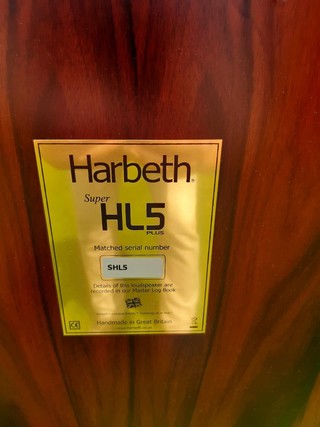 Harbeth
Super
HL5
PLUS
Matched serial number
SHL5
Details of this loudspeaker are
recorded in our Master Log Book
Handmade in Great Britain